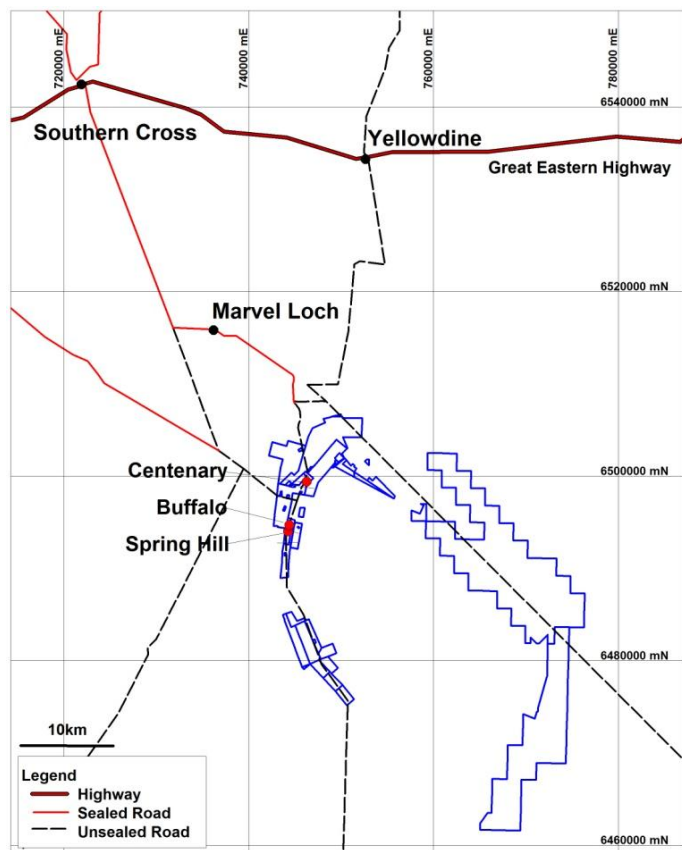 720000 mE
740000 mE
760000 mE
780000 mE
6540000 mN
Southern Cross
Yellowdine
Great Eastern Highway
6520000 mN
Marvel Loch
6500000 mN
Centenary
Buffalo
Spring Hill
6480000 mN
10km
Legend
Highway
Sealed Road
Unsealed Road
6460000 mN